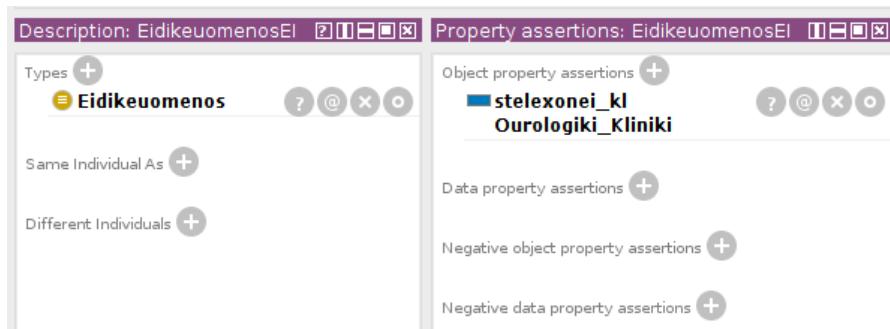 Description: EidikeuomenosEl
Types
Eidikeuomenos
Same Individual As
Different Individuals
Property assertions: EidikeuomenosEl
Object property assertions
stelexonei_kl
Ourologiki_Kliniki
Data property assertions
Negative object property assertions
Negative data property assertions